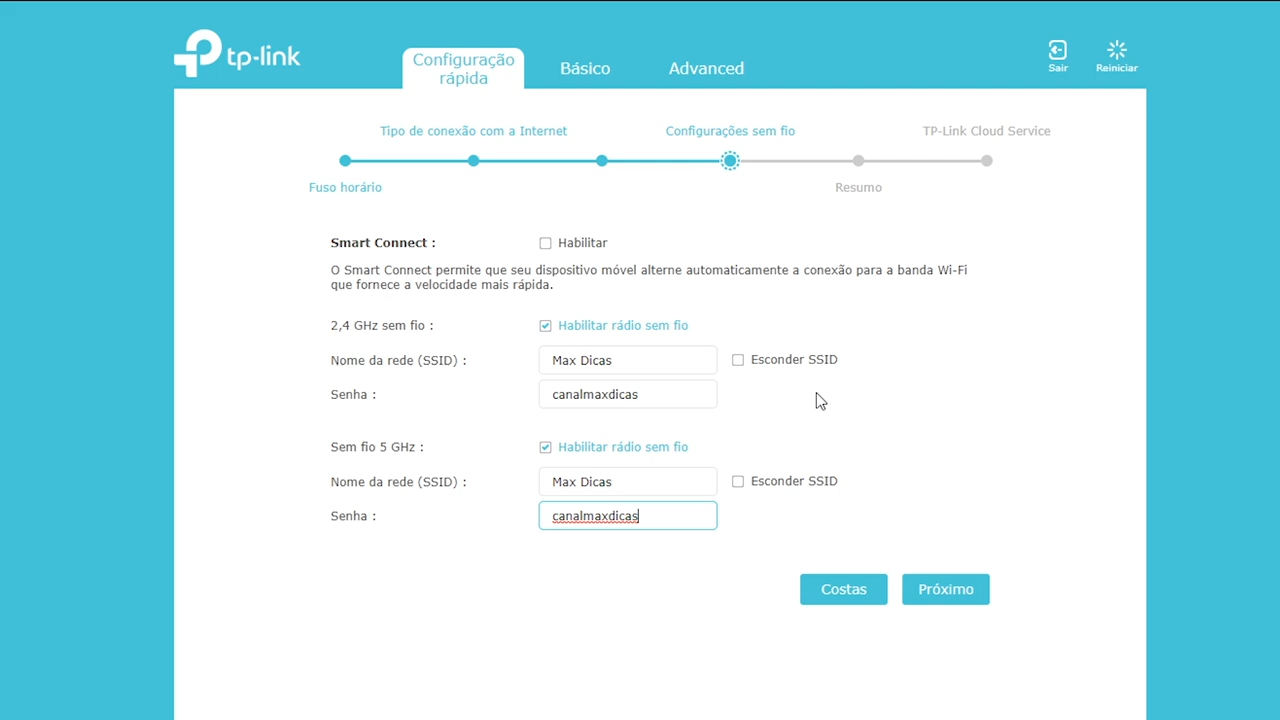 tp-link
Configuração
rápida
Básico
Advanced
Sair
Reiniciar
Tipo de conexão com a Internet
Configurações sem fio
TP-Link Cloud Service
Fuso horário
Resumo
Smart Connect :
Habilitar
O Smart Connect permite que seu dispositivo móvel alterne automaticamente a conexão para a banda Wi-Fi
que fornece a velocidade mais rápida.
2,4 GHz sem fio :
Habilitar rádio sem fio
Nome da rede (SSID) :
Max Dicas
Esconder SSID
Senha :
canalmaxdicas
Sem fio 5 GHz :
Habilitar rádio sem fio
Nome da rede (SSID) :
Max Dicas
Esconder SSID
Senha :
canalmaxdicas
Costas
Próximo